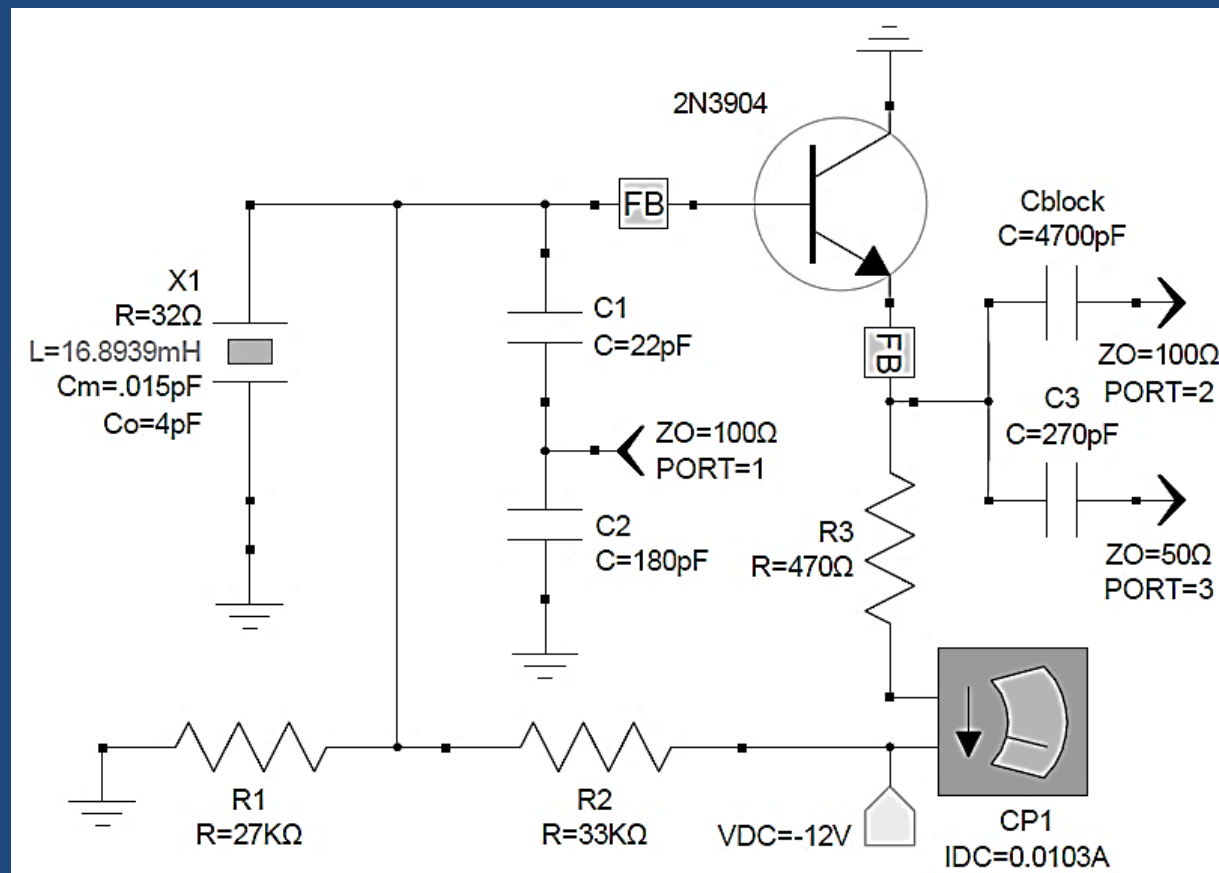 2N3904
FB
Cblock
C=4700pF
X1
R=32Ω
L=16.8939mH
Cm=.015pF
Co=4pF
C1
C=22pF
FB
ZO=100Ω
PORT=2
C3
C=270pF
ZO=100Ω
PORT=1
C2
C=180pF
R3
R=470Ω
ZO=50Ω
PORT=3
R1
R=27KΩ
R2
R=33KΩ
VDC=-12V
CP1
IDC=0.0103A